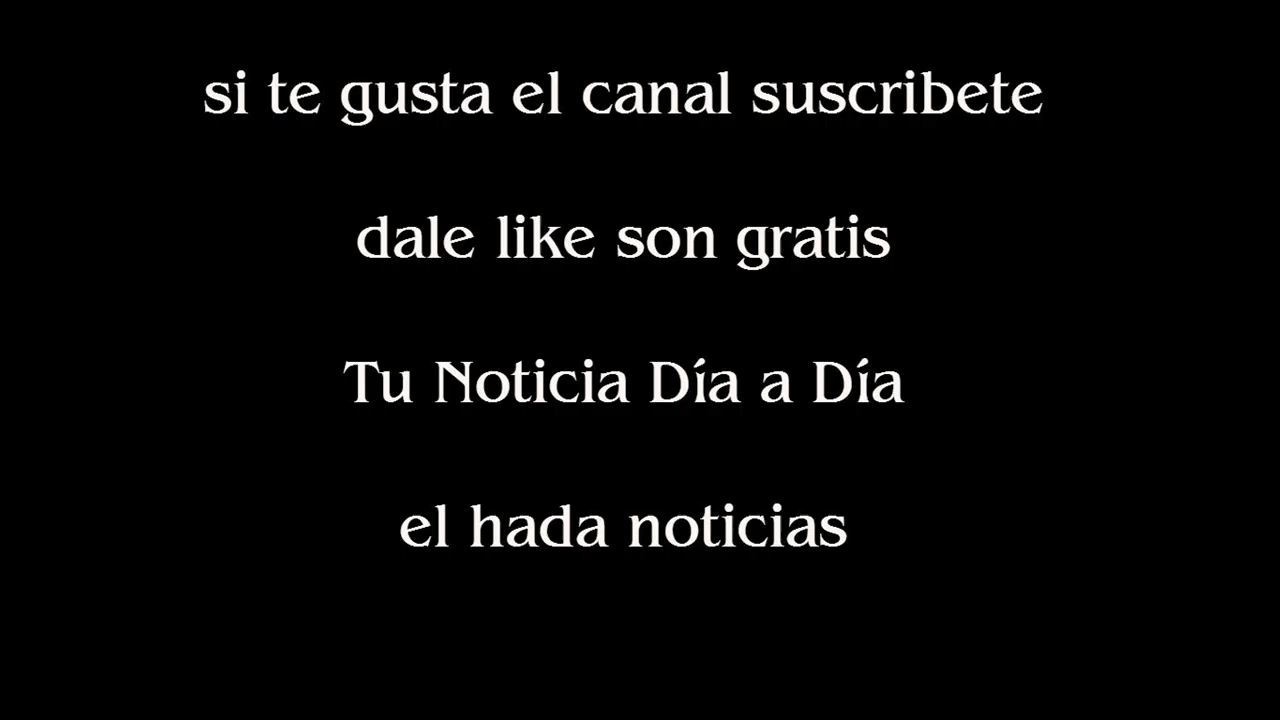 si te gusta el canal suscribete
dale like son gratis
Tu Noticia Día a Día
el hada noticias